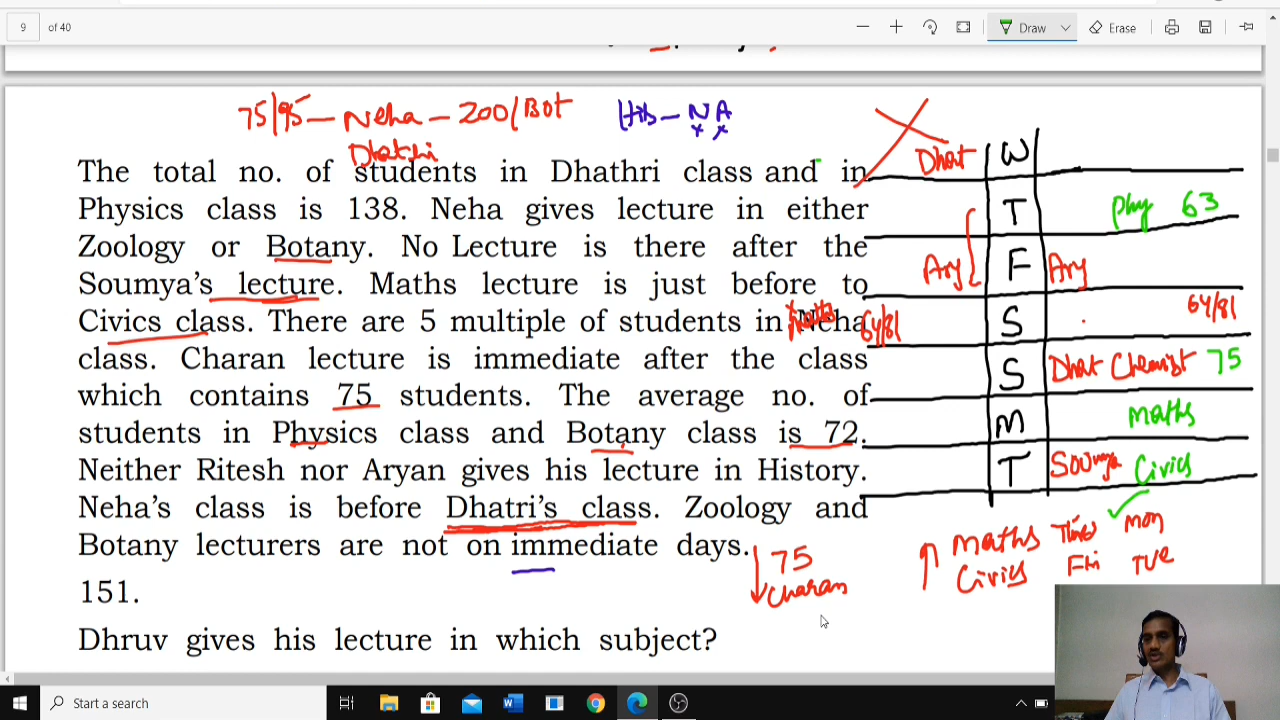 9 of 40
Draw
Erase
75/95 - Neha - 200/Bot
His - N A
Dhathi
The total no. of students in Dhathri class and in
Physics class is 138. Neha gives lecture in either
Zoology or Botany. No Lecture is there after the
Soumya's lecture. Maths lecture is just before to
Civics class. There are 5 multiple of students in Neha
class. Charan lecture is immediate after the class
which contains 75 students. The average no. of
students in Physics class and Botany class is 72.
Neither Ritesh nor Aryan gives his lecture in History.
Neha's class is before Dhatri's class. Zoology and
Botany lecturers are not on immediate days.
151.
Dhruv gives his lecture in which subject?
Dhat W
T Phy 63
Ary F Ary
64/81 S 64/81
S Dhat Chemist 75
M Maths
T Soumya Civics
75
Charan
Maths Thurs Mon
Civics Fri Tue
Start a search